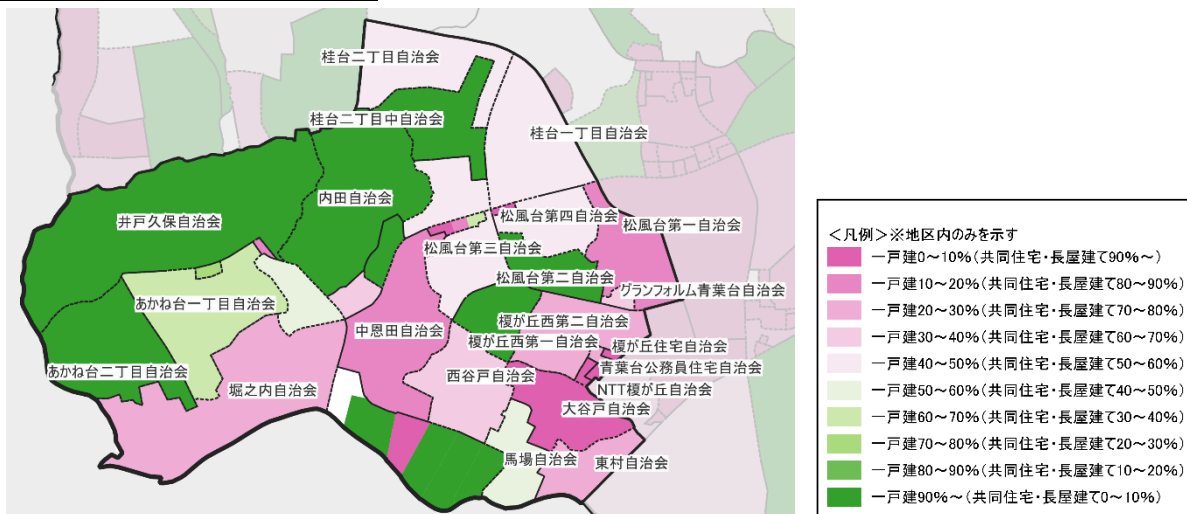 桂台二丁目自治会
桂台二丁目中自治会
桂台一丁目自治会
内田自治会
井戸久保自治会
松風台第四自治会
松風台第一自治会
松風台第三自治会
松風台第二自治会
グランフォルム青葉台自治会
あかね台一丁目自治会
中恩田自治会
榎が丘西第二自治会
榎が丘西第一自治会
榎が丘住宅自治会
あかね台二丁目自治会
西谷戸自治会
青葉台公務員住宅自治会
堀之内自治会
NTT榎が丘自治会
大谷戸自治会
馬場自治会
東村自治会
<凡例>※地区内のみを示す
一戸建0～10%(共同住宅・長屋建て90%～)
一戸建10～20%(共同住宅・長屋建て80～90%)
一戸建20～30%(共同住宅・長屋建て70～80%)
一戸建30～40%(共同住宅・長屋建て60～70%)
一戸建40～50%(共同住宅・長屋建て50～60%)
一戸建50～60%(共同住宅・長屋建て40～50%)
一戸建60～70%(共同住宅・長屋建て30～40%)
一戸建70～80%(共同住宅・長屋建て20～30%)
一戸建80～90%(共同住宅・長屋建て10～20%)
一戸建90%～(共同住宅・長屋建て0～10%)